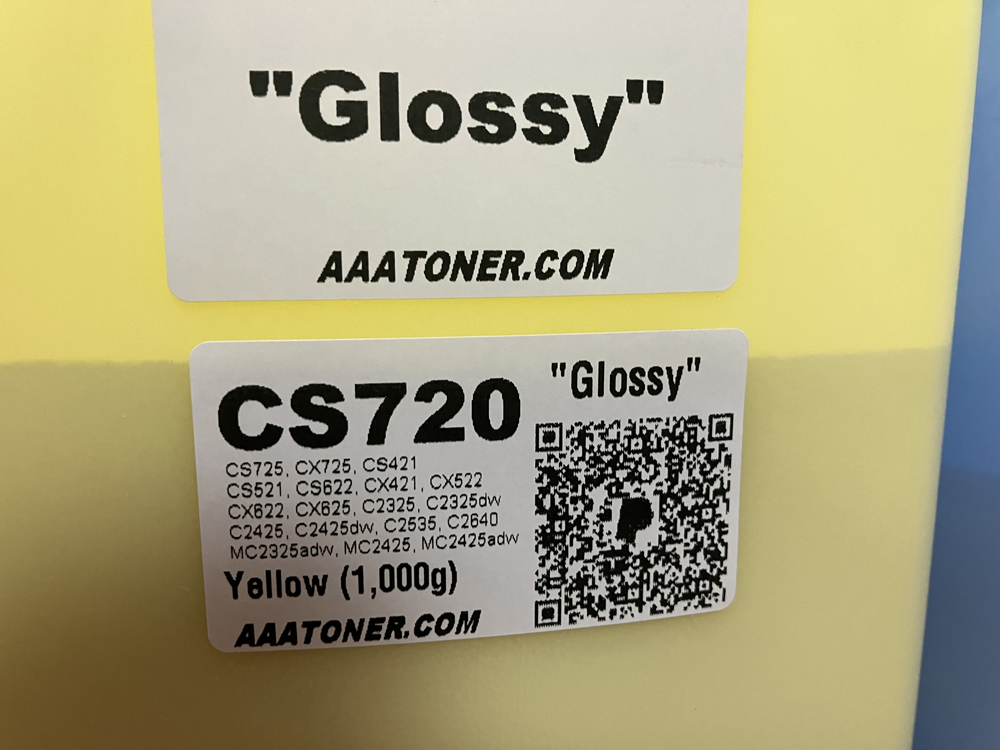 "Glossy"
AAATONER.COM
CS720
"Glossy"
CS725, CX725, CS421
CS521, CS622, CX421, CX522
CX622, CX625, C2325, C2325dw
C2425, C2425dw, C2535, C2640
MC2325adw, MC2425, MC2425adw
Yellow (1,000g)
AAATONER.COM